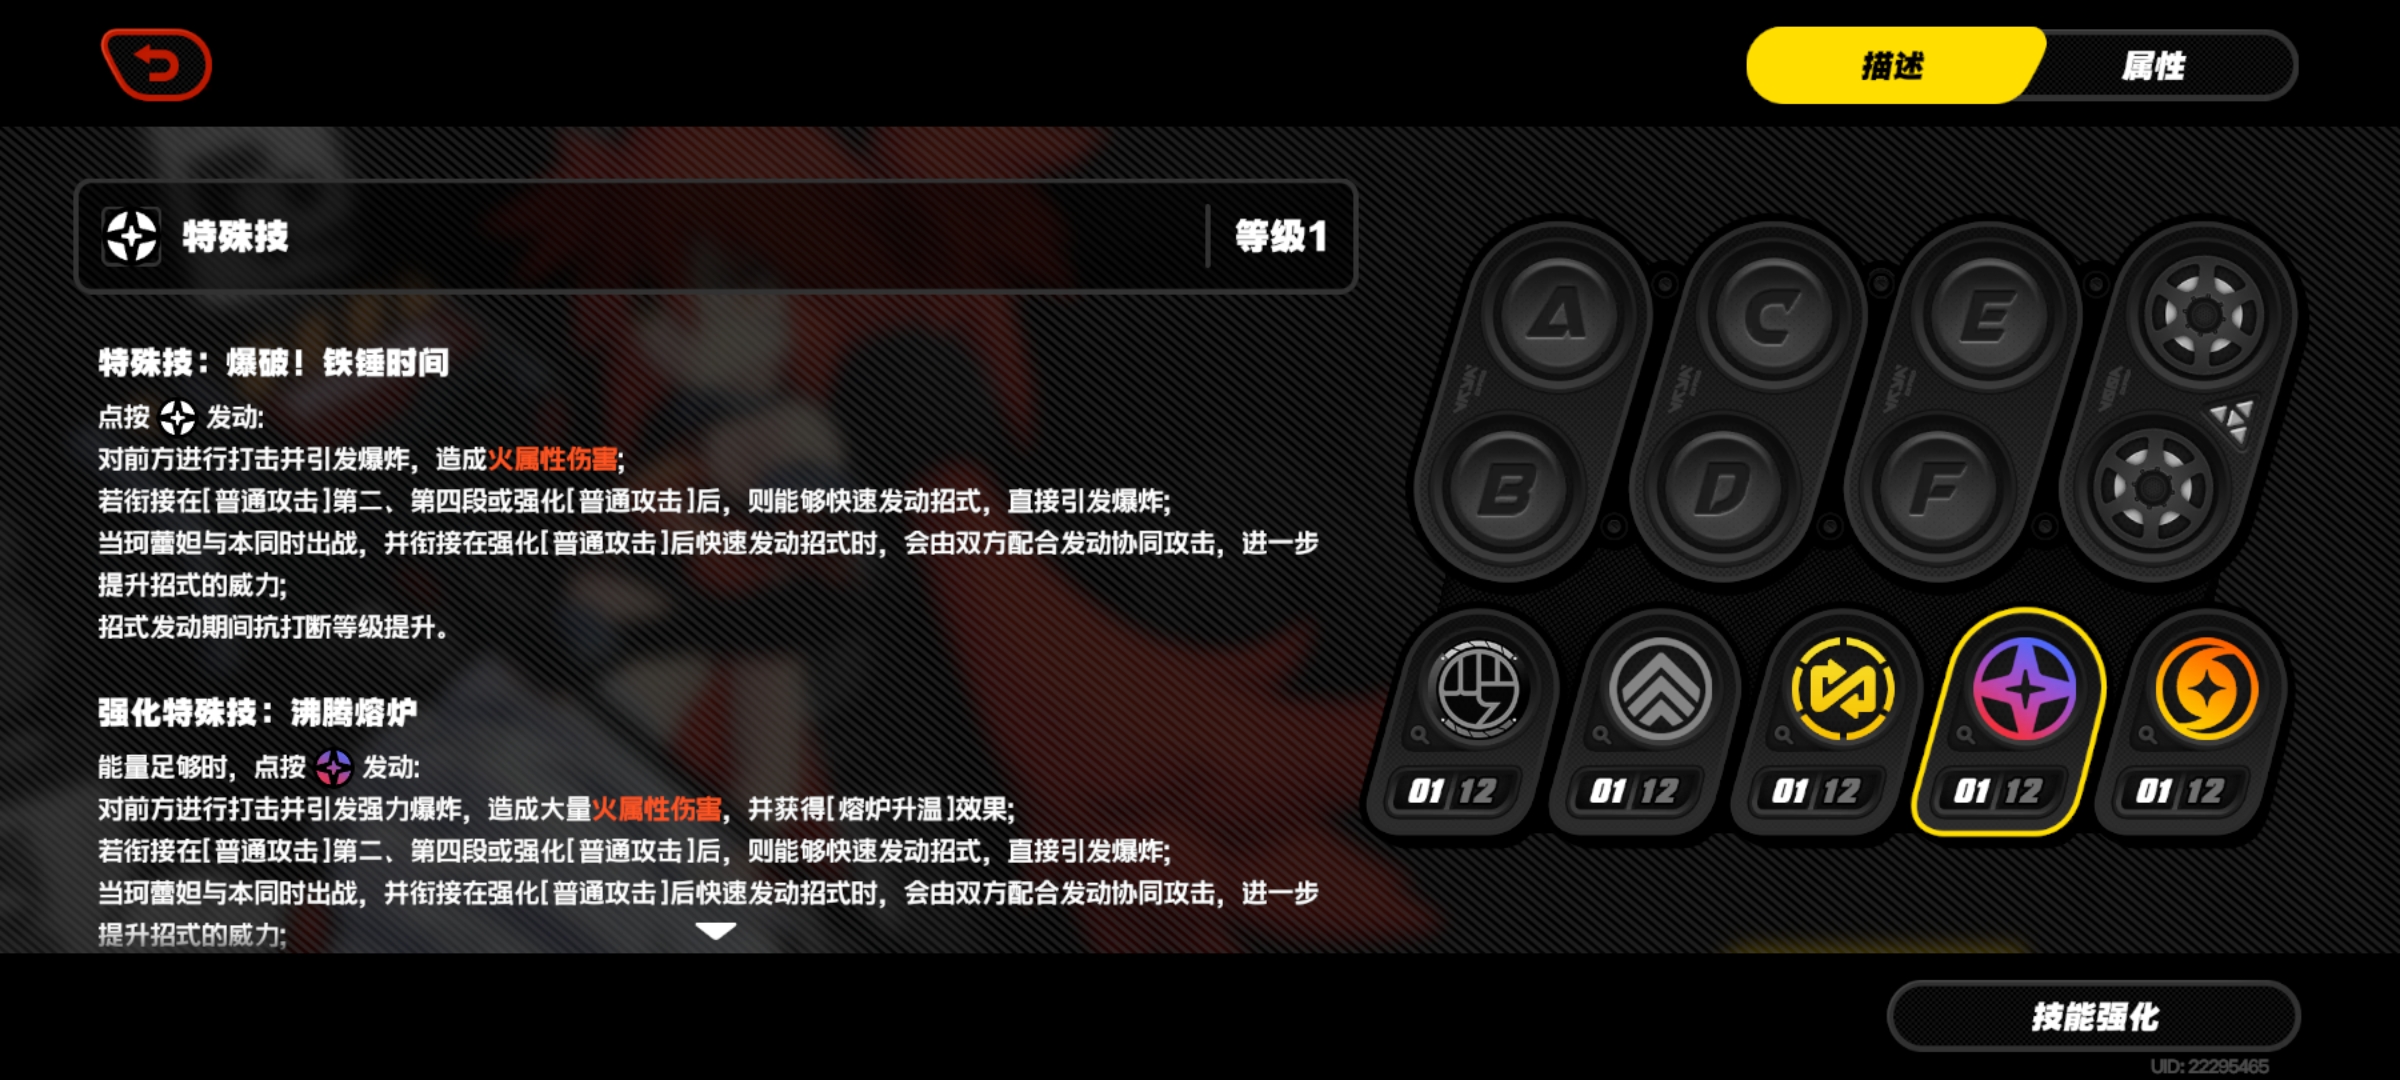 描述
属性
特殊技
等级1
特殊技：爆破！铁锤时间
点按 发动:
对前方进行打击并引发爆炸，造成火属性伤害;
若衔接在[普通攻击]第二、第四段或强化[普通攻击]后，则能够快速发动招式，直接引发爆炸;
当珂蕾妲与本同时出战，并衔接在强化[普通攻击]后快速发动招式时，会由双方配合发动协同攻击，进一步
提升招式的威力;
招式发动期间抗打断等级提升。
强化特殊技：沸腾熔炉
能量足够时，点按 发动:
对前方进行打击并引发强力爆炸，造成大量火属性伤害，并获得[熔炉升温]效果;
若衔接在[普通攻击]第二、第四段或强化[普通攻击]后，则能够快速发动招式，直接引发爆炸;
当珂蕾妲与本同时出战，并衔接在强化[普通攻击]后快速发动招式时，会由双方配合发动协同攻击，进一步
提升招式的威力;
A
C
E
B
D
F
01 12
01 12
01 12
01 12
01 12
技能强化
UID: 22295465